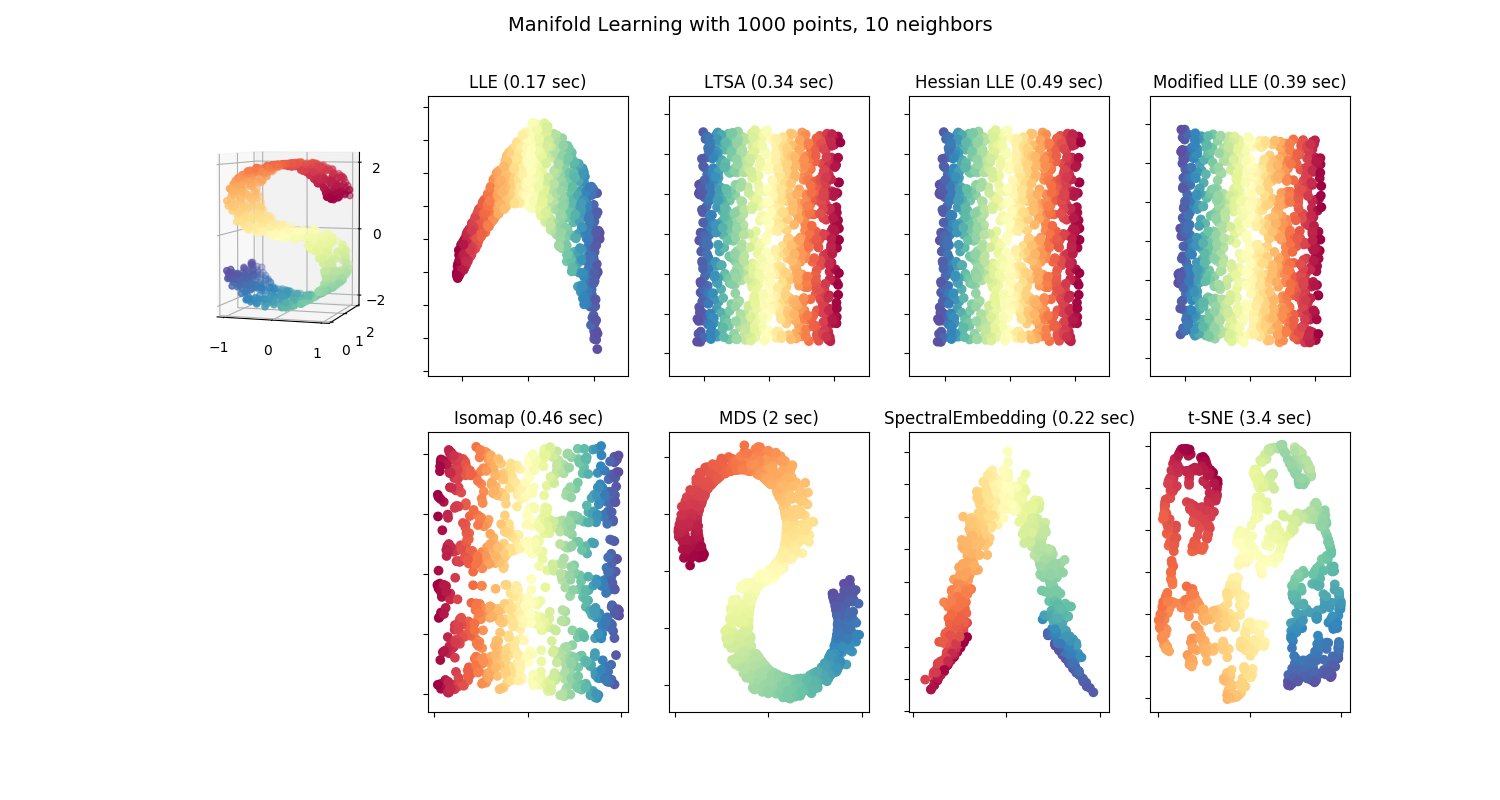 Manifold Learning with 1000 points, 10 neighbors
LLE (0.17 sec)
LTSA (0.34 sec)
Hessian LLE (0.49 sec)
Modified LLE (0.39 sec)
2
0
−2
−1
0
1
0
1
2
Isomap (0.46 sec)
MDS (2 sec)
SpectralEmbedding (0.22 sec)
t-SNE (3.4 sec)